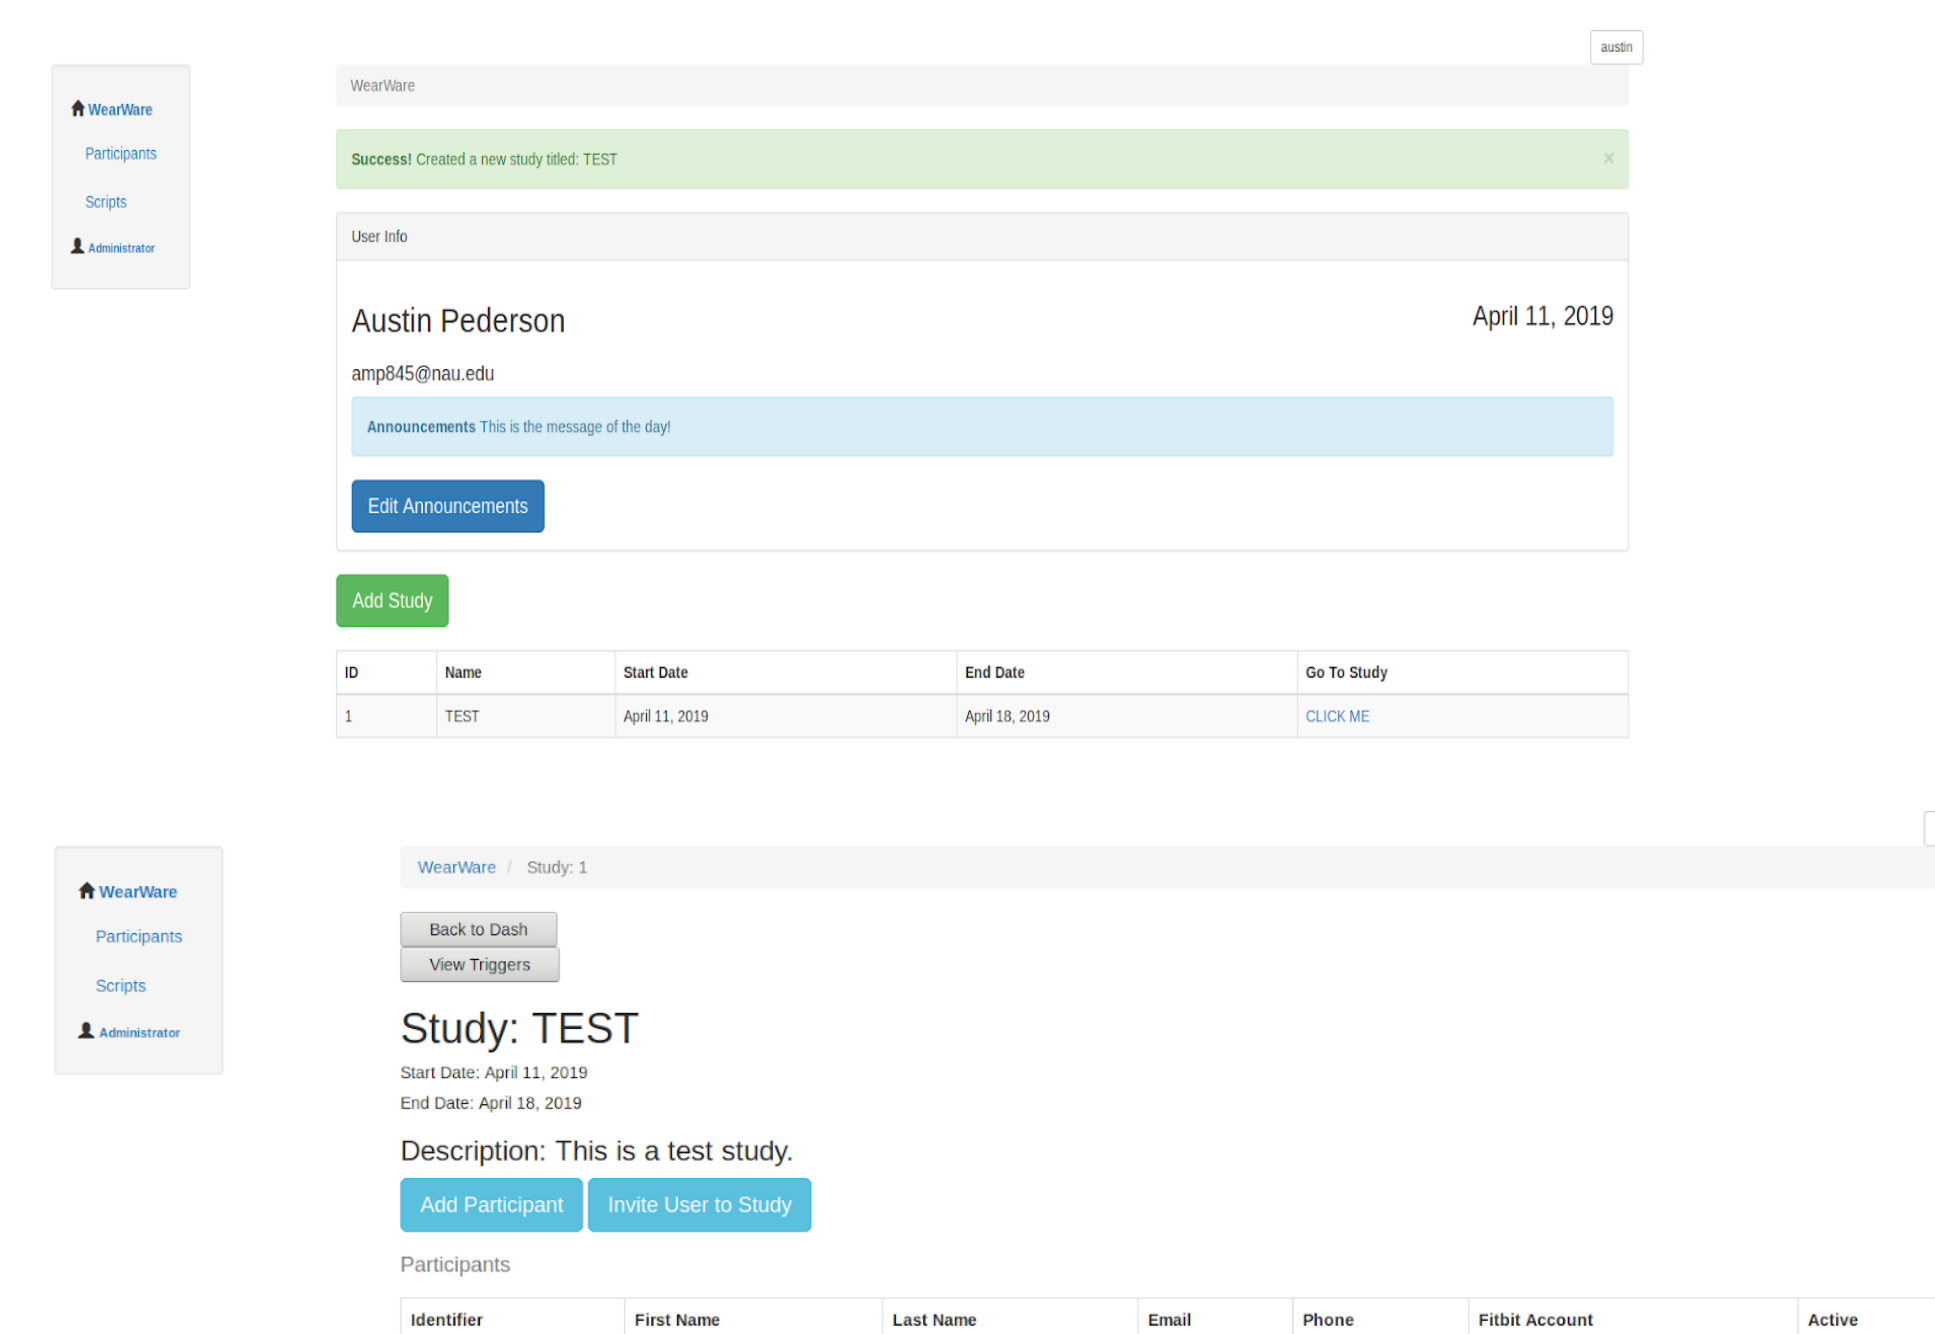 austin
WearWare
WearWare
Participants
Scripts
Administrator
Success! Created a new study titled: TEST ×
User Info
Austin Pederson April 11, 2019
amp845@nau.edu
Announcements This is the message of the day!
Edit Announcements
Add Study
ID Name Start Date End Date Go To Study
1 TEST April 11, 2019 April 18, 2019 CLICK ME
WearWare / Study: 1
WearWare
Participants
Scripts
Administrator
Back to Dash
View Triggers
Study: TEST
Start Date: April 11, 2019
End Date: April 18, 2019
Description: This is a test study.
Add Participant Invite User to Study
Participants
Identifier First Name Last Name Email Phone Fitbit Account Active